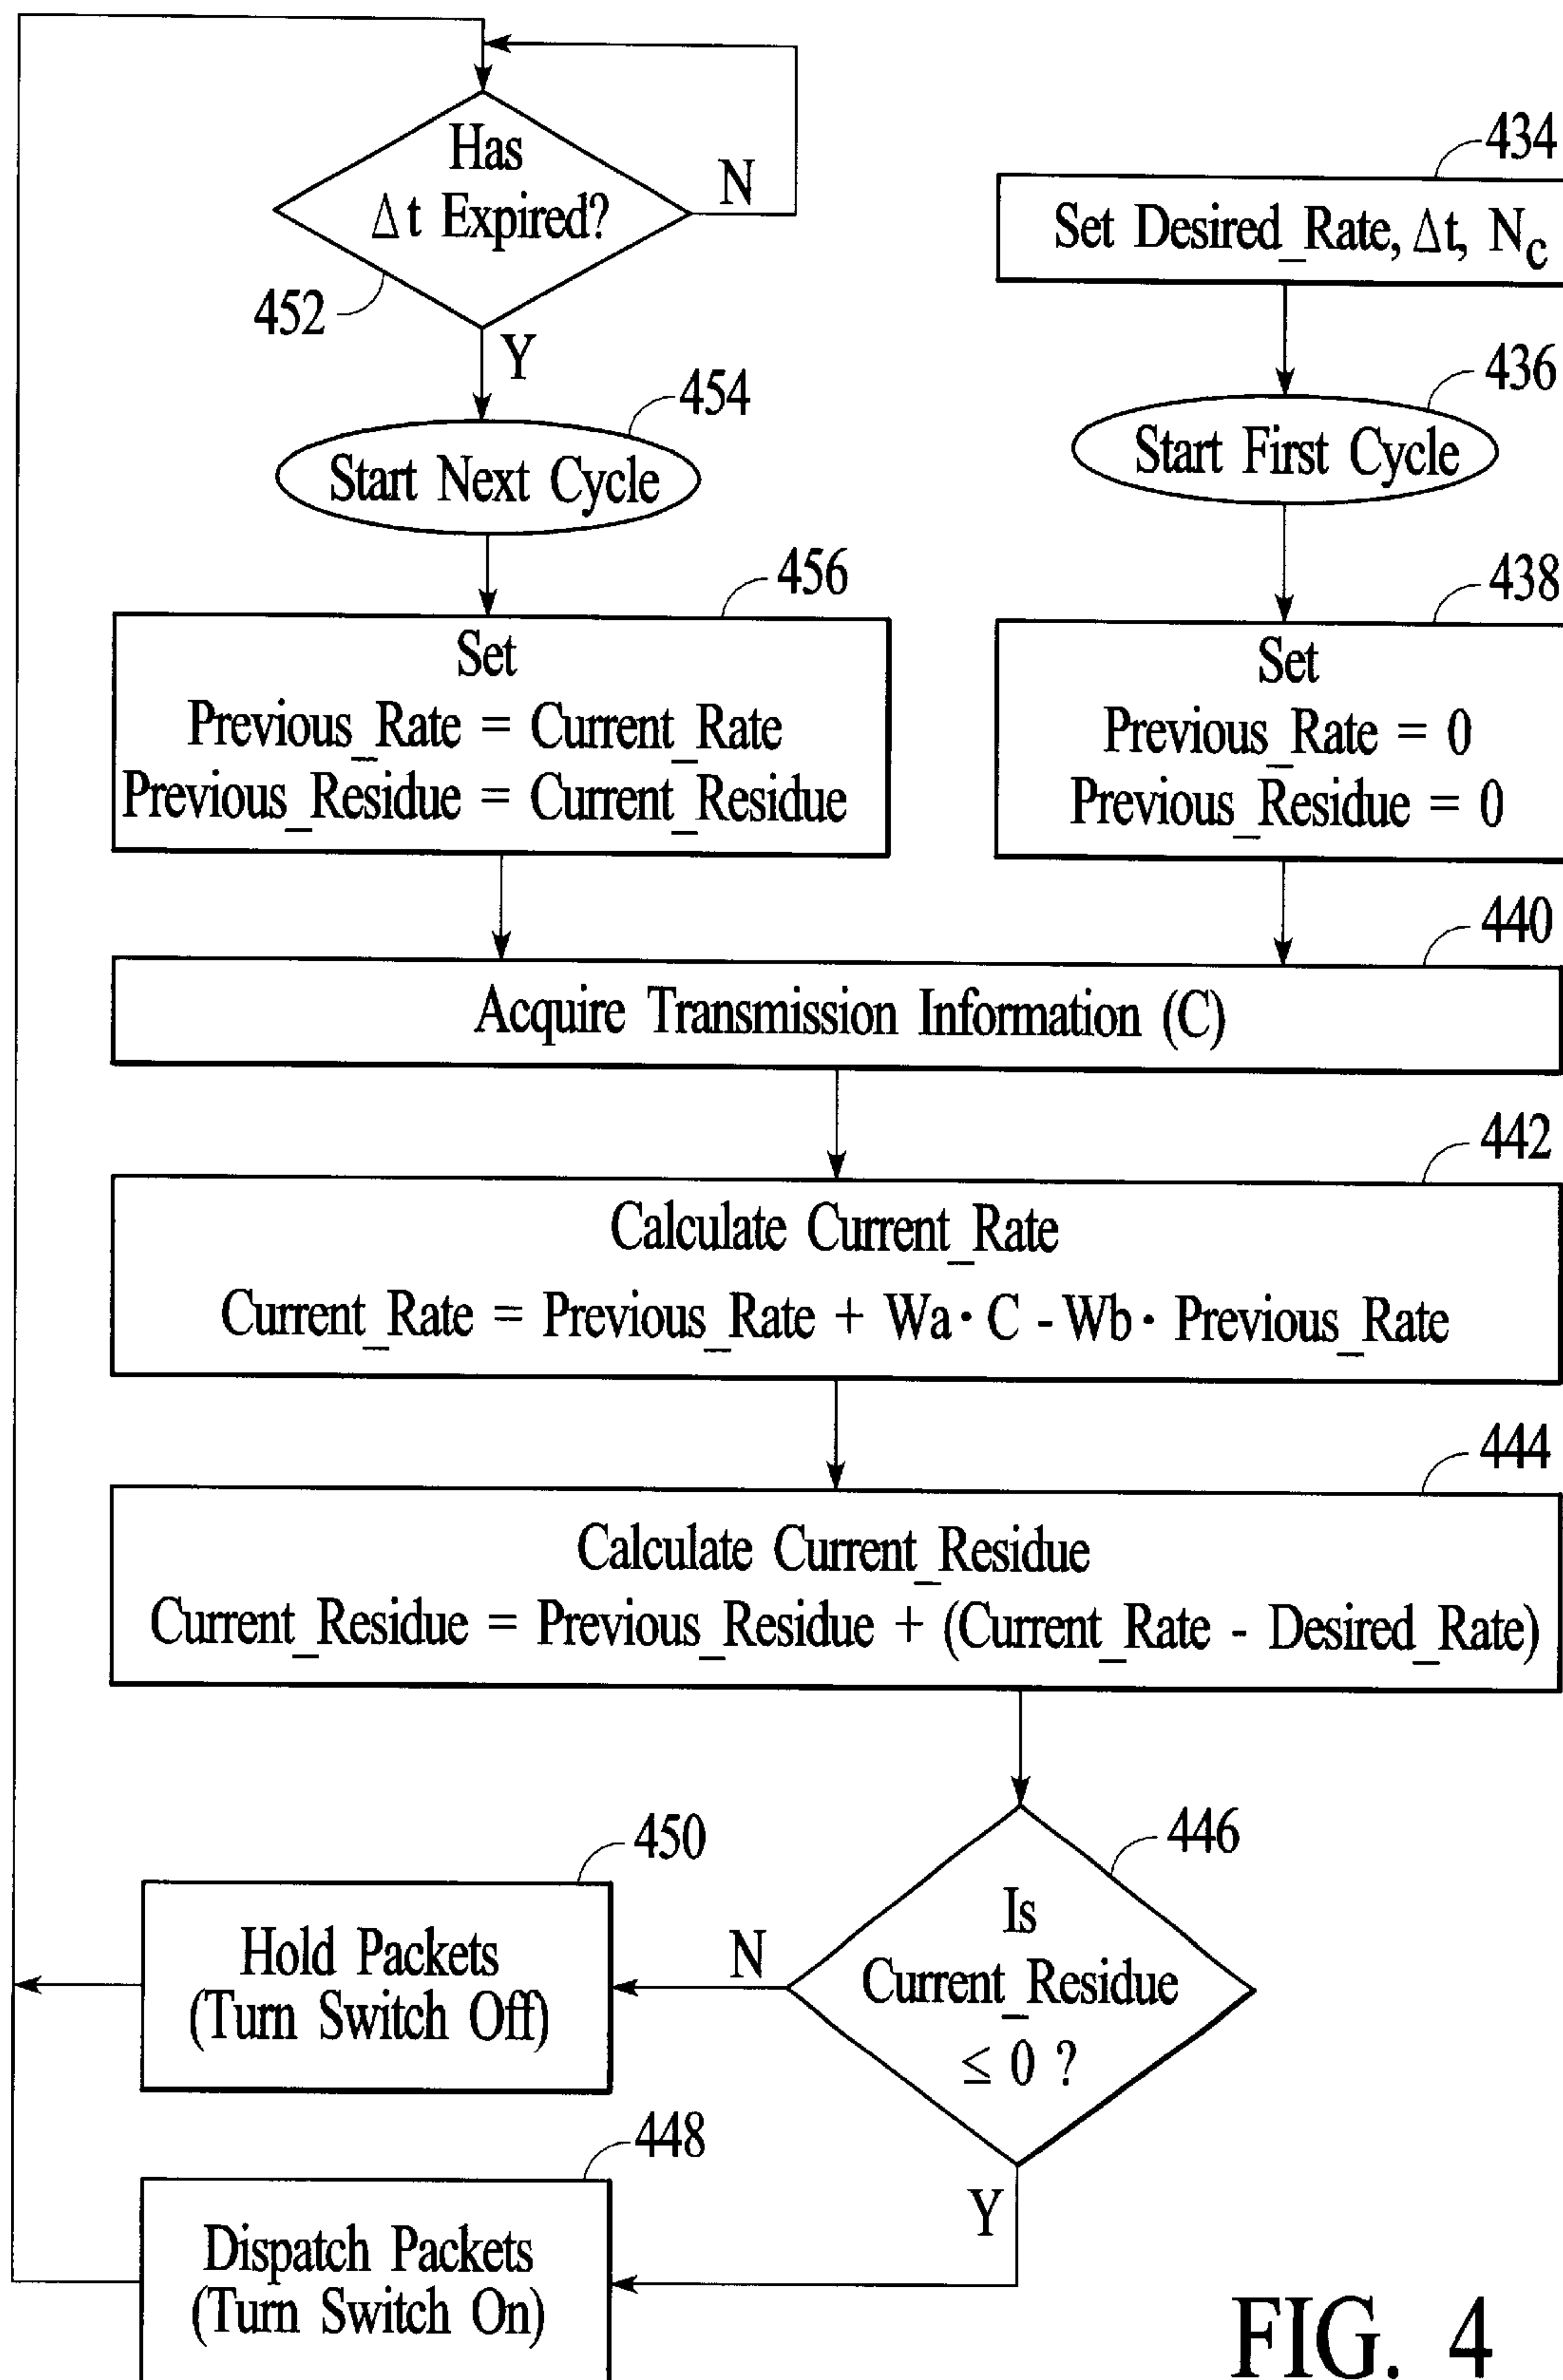 Has
Δt Expired?
N
452
Y
454
Start Next Cycle
456
Set
Previous_Rate = Current_Rate
Previous_Residue = Current_Residue
434
Set Desired_Rate, Δt, Nc
436
Start First Cycle
438
Set
Previous_Rate = 0
Previous_Residue = 0
440
Acquire Transmission Information (C)
442
Calculate Current_Rate
Current_Rate = Previous_Rate + Wa · C - Wb · Previous_Rate
444
Calculate Current_Residue
Current_Residue = Previous_Residue + (Current_Rate - Desired_Rate)
446
Is
Current_Residue
≤ 0 ?
N
450
Hold Packets
(Turn Switch Off)
Y
448
Dispatch Packets
(Turn Switch On)
FIG. 4